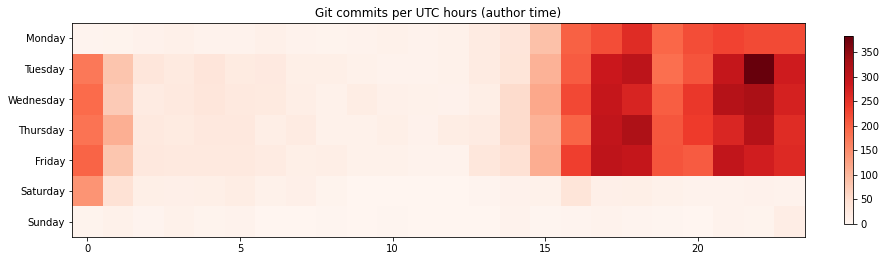 Git commits per UTC hours (author time)
Monday
Tuesday
Wednesday
Thursday
Friday
Saturday
Sunday
0
5
10
15
20
350
300
250
200
150
100
50
0